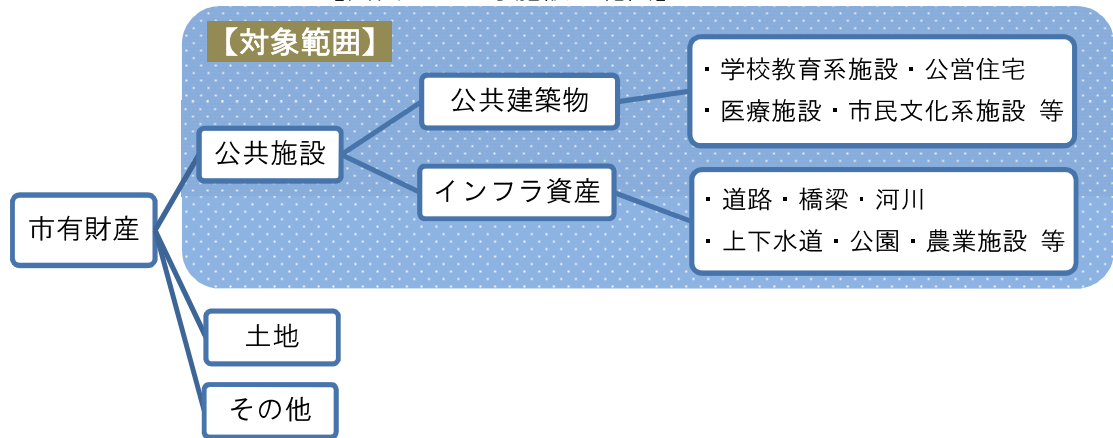 【対象範囲】
・学校教育系施設・公営住宅
・医療施設・市民文化系施設 等
公共建築物
公共施設
インフラ資産
・道路・橋梁・河川
・上下水道・公園・農業施設 等
市有財産
土地
その他